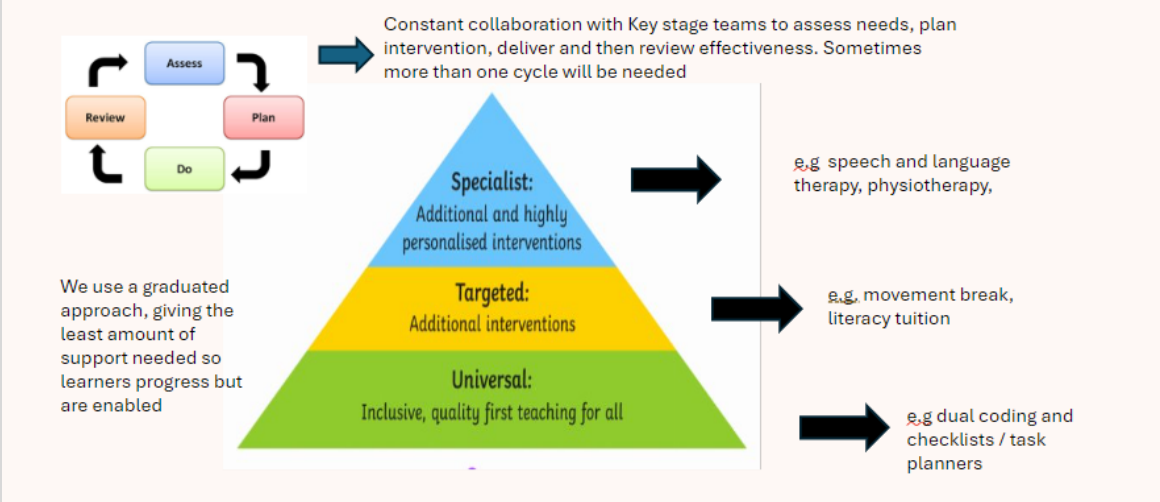 Constant collaboration with Key stage teams to assess needs, plan
intervention, deliver and then review effectiveness. Sometimes
more than one cycle will be needed
Assess
Plan
Do
Review
Specialist:
Additional and highly
personalised interventions
e.g speech and language
therapy, physiotherapy,
We use a graduated
approach, giving the
least amount of
support needed so
learners progress but
are enabled
Targeted:
Additional interventions
e.g. movement break,
literacy tuition
Universal:
Inclusive, quality first teaching for all
e.g dual coding and
checklists / task
planners